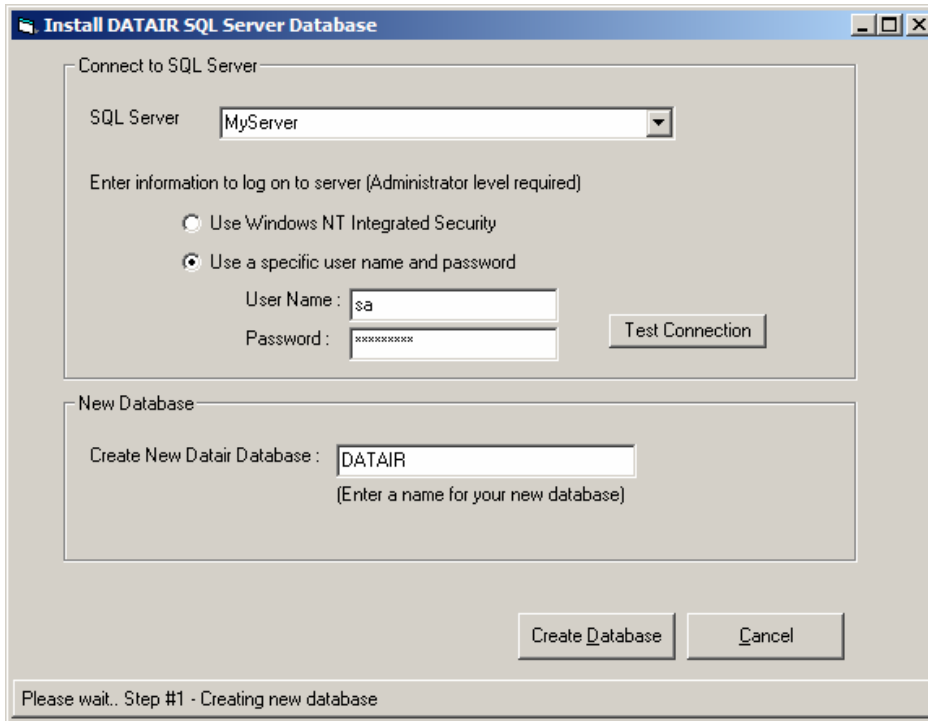 Install DATAIR SQL Server Database
Connect to SQL Server
SQL Server MyServer
Enter information to log on to server (Administrator level required)
Use Windows NT Integrated Security
Use a specific user name and password
User Name : sa
Password : *********
Test Connection
New Database
Create New Datair Database : DATAIR
(Enter a name for your new database)
Create Database Cancel
Please wait.. Step #1 - Creating new database